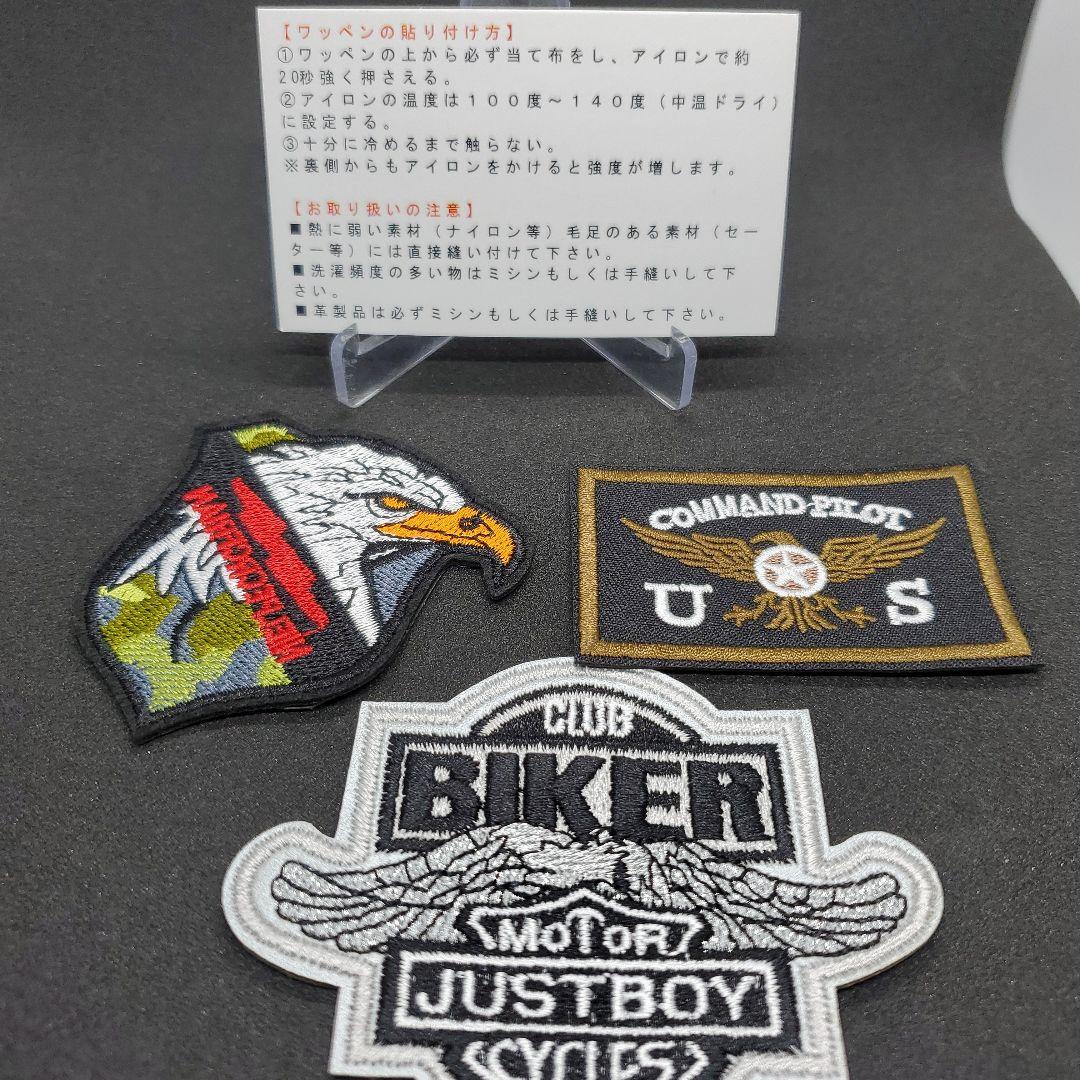 【ワッペンの貼り付け方】
①ワッペンの上から必ず当て布をし、アイロンで約
20秒強く押さえる。
②アイロンの温度は100度～140度（中温ドライ）
に設定する。
③十分に冷めるまで触らない。
※裏側からもアイロンをかけると強度が増します。
【お取り扱いの注意】
■熱に弱い素材（ナイロン等）毛足のある素材（セー
ター等）には直接縫い付けて下さい。
■洗濯頻度の多い物はミシンもしくは手縫いして下
さい。
■革製品は必ずミシンもしくは手縫いして下さい。
COMMAND-PILOT
U S
CLUB
BIKER
MOTOR
JUSTBOY
CYCLES